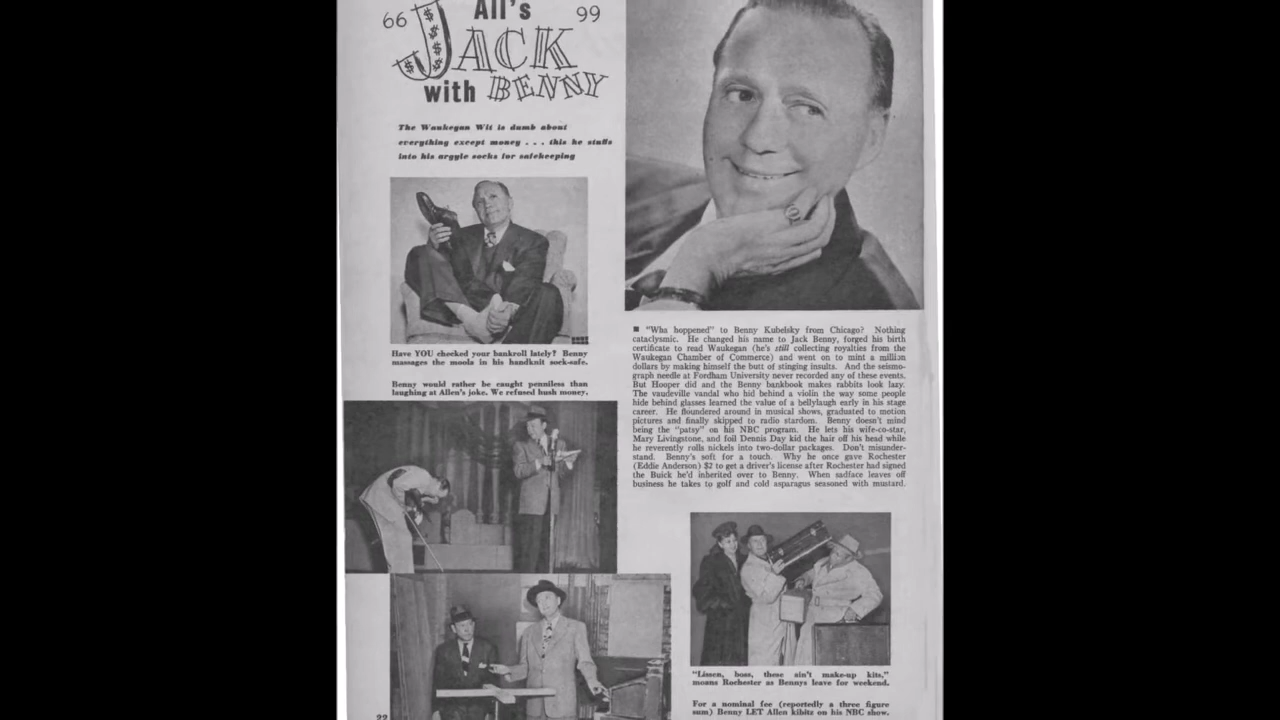 66 All's 99
JACK
with BENNY
The Waukegan Wit is dumb about
everything except money . . . this he stuffs
into his argyle socks for safekeeping
Have YOU checked your bankroll lately? Benny
massages the moola in his handknit sock-safe.
Benny would rather be caught penniless than
laughing at Allen's joke. We refused hush money.
■ "Wha hoppened" to Benny Kubelsky from Chicago? Nothing
cataclysmic. He changed his name to Jack Benny, forged his birth
certificate to read Waukegan (he's still collecting royalties from the
Waukegan Chamber of Commerce) and went on to mint a million
dollars by making himself the butt of stinging insults. And the seismo-
graph needle at Fordham University never recorded any of these events.
But Hooper did and the Benny bankbook makes rabbits look lazy.
The vaudeville vandal who hid behind a violin the way some people
hide behind glasses learned the value of a bellylaugh early in his stage
career. He floundered around in musical shows, graduated to motion
pictures and finally skipped to radio stardom. Benny doesn't mind
being the "patsy" on his NBC program. He lets his wife-co-star,
Mary Livingstone, and foil Dennis Day kid the hair off his head while
he reverently rolls nickels into two-dollar packages. Don't misunder-
stand. Benny's soft for a touch. Why he once gave Rochester
(Eddie Anderson) $2 to get a driver's license after Rochester had signed
the Buick he'd inherited over to Benny. When sadface leaves off
business he takes to golf and cold asparagus seasoned with mustard.
"Lissen, boss, these ain't make-up kits,"
moans Rochester as Bennys leave for weekend.
For a nominal fee (reportedly a three figure
sum) Benny LET Allen kibitz on his NBC show.
22